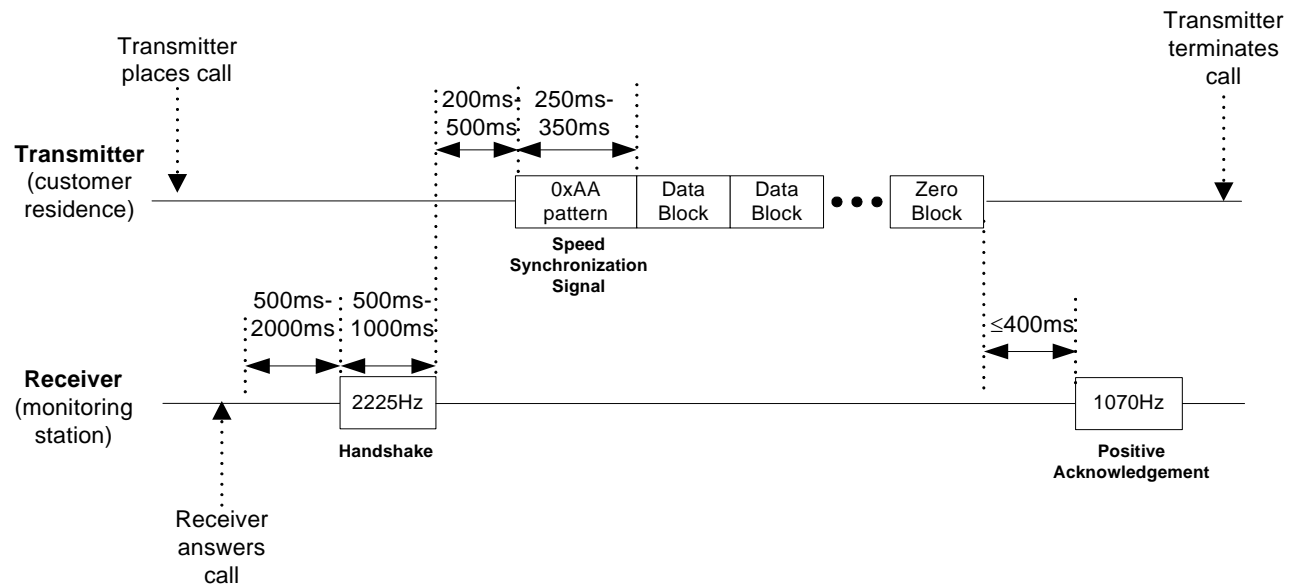 Transmitter
places call
Transmitter
terminates
call
200ms-
500ms
250ms-
350ms
Transmitter
(customer
residence)
0xAA
pattern
Data
Block
Data
Block
Zero
Block
Speed
Synchronization
Signal
500ms-
2000ms
500ms-
1000ms
≤400ms
Receiver
(monitoring
station)
2225Hz
1070Hz
Handshake
Positive
Acknowledgement
Receiver
answers
call